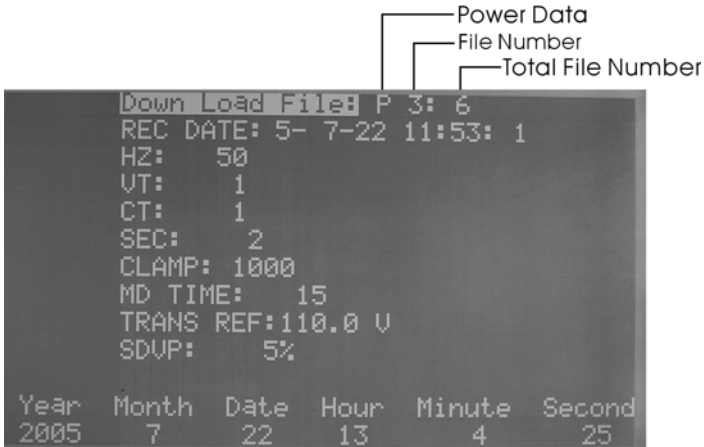 Power Data
File Number
Total File Number
Down Load File: P 3: 6
REC DATE: 5- 7-22 11:53: 1
HZ: 50
VT: 1
CT: 1
SEC: 2
CLAMP: 1000
MD TIME: 15
TRANS REF:110.0 V
SDVP: 5%
Year Month Date Hour Minute Second
2005 7 22 13 4 25